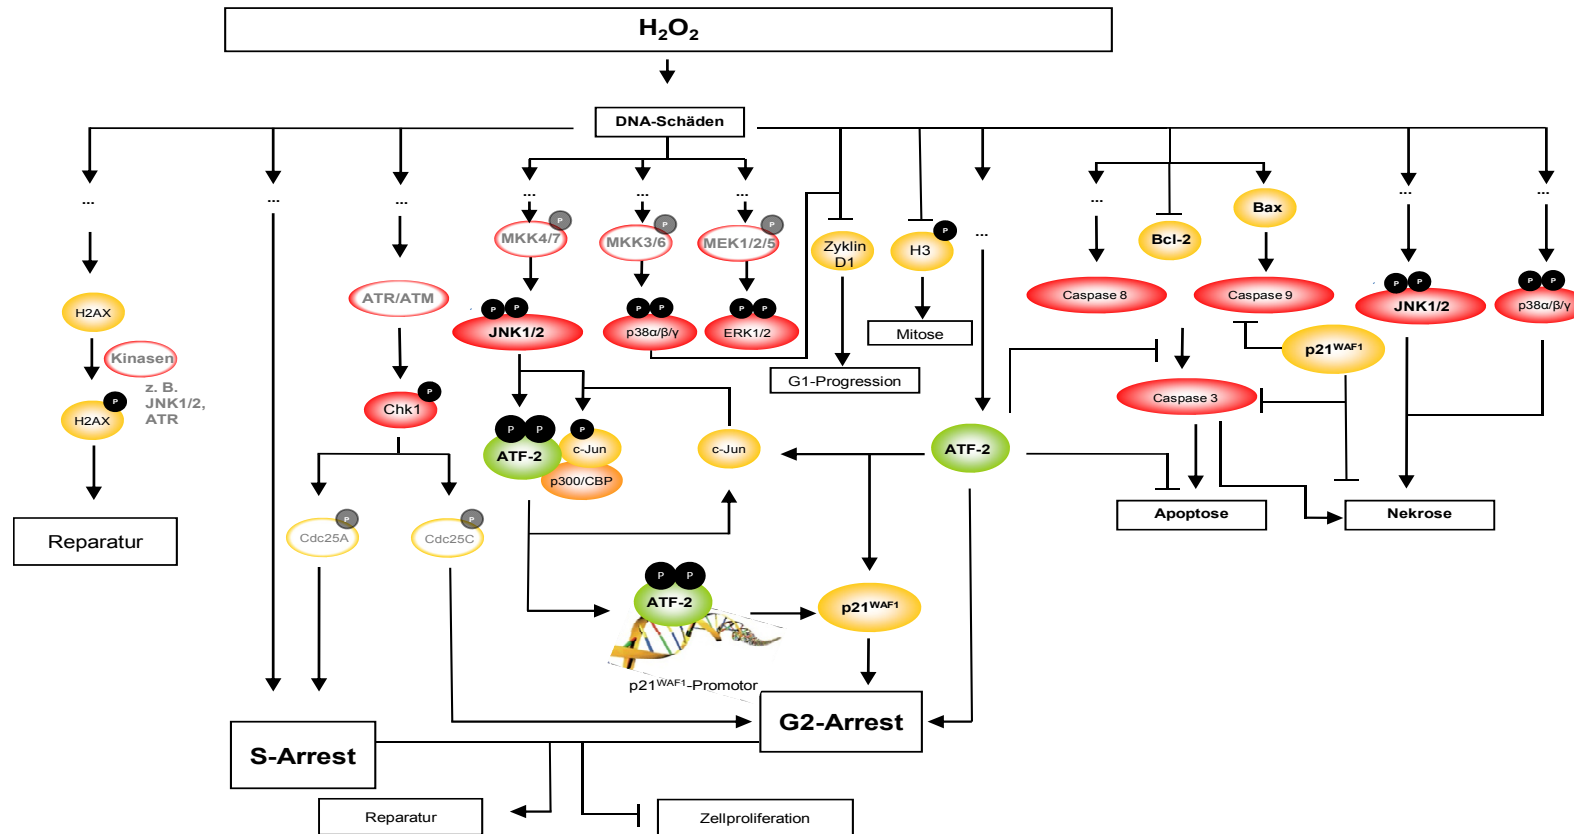 H₂O₂
DNA-Schäden
...
...
...
...
...
...
...
...
...
...
P
P
P
MKK4/7
MKK3/6
MEK1/2/5
Zyklin
D1
P
H3
...
Bax
Bcl-2
ATR/ATM
H2AX
P P
JNK1/2
P P
p38α/β/γ
P P
ERK1/2
Caspase 8
Caspase 9
P P
JNK1/2
P P
p38α/β/γ
Mitose
Kinasen
z. B.
JNK1/2,
ATR
p21WAF1
G1-Progression
P
H2AX
P
Chk1
Caspase 3
P P
ATF-2
P
c-Jun
p300/CBP
c-Jun
ATF-2
Reparatur
P
Cdc25A
P
Cdc25C
Apoptose
Nekrose
P P
ATF-2
p21WAF1
p21WAF1-Promotor
G2-Arrest
S-Arrest
Reparatur
Zellproliferation